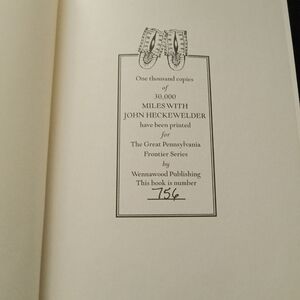 One thousand copies
of
30,000
MILES WITH
JOHN HECKEWELDER
have been printed
for
The Great Pennsylvania
Frontier Series
by
Wennawood Publishing
This book is number
756